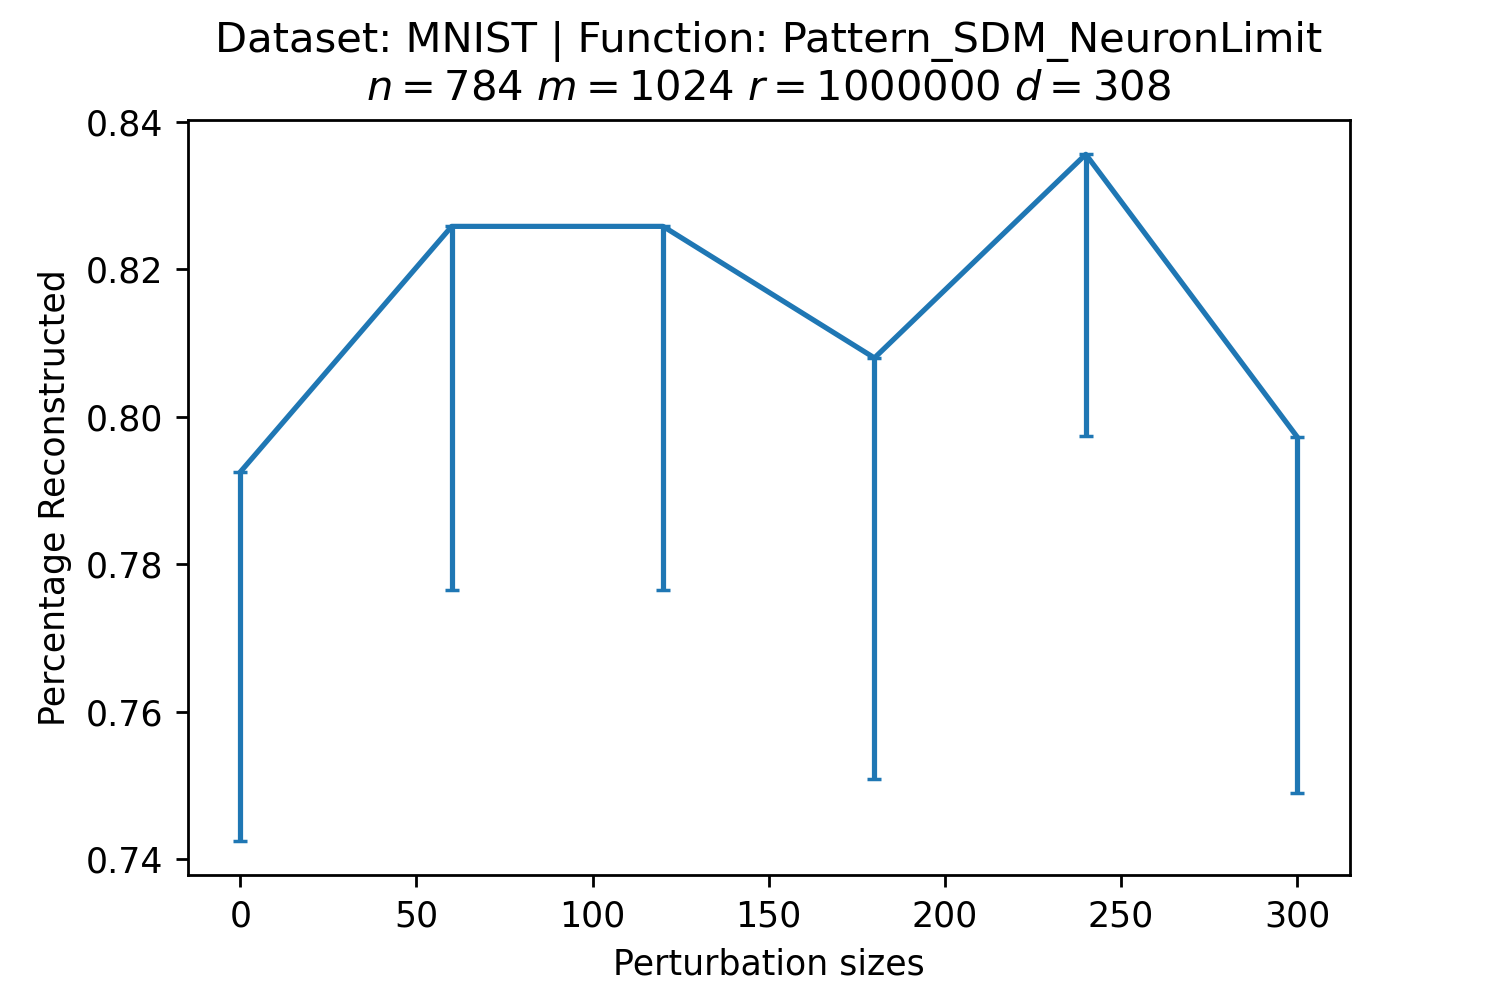 Dataset: MNIST | Function: Pattern_SDM_NeuronLimit
n = 784 m = 1024 r = 1000000 d = 308
Percentage Reconstructed
0.84
0.82
0.80
0.78
0.76
0.74
0 50 100 150 200 250 300
Perturbation sizes